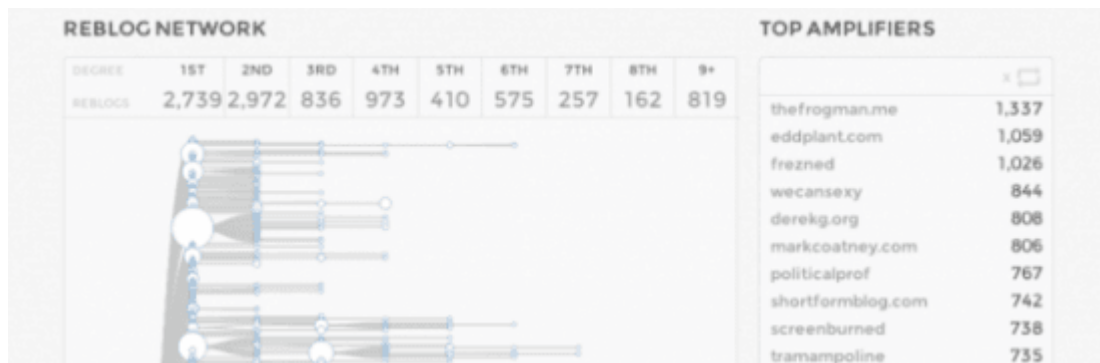 REBLOG NETWORK
DEGREE 1ST 2ND 3RD 4TH 5TH 6TH 7TH 8TH 9+
REBLOGS 2,739 2,972 836 973 410 575 257 162 819
TOP AMPLIFIERS
x
thefrogman.me 1,337
eddplant.com 1,059
frezned 1,026
wecansexy 844
derekg.org 808
markcoatney.com 806
politicalprof 767
shortformblog.com 742
screenburned 738
tramampoline 735